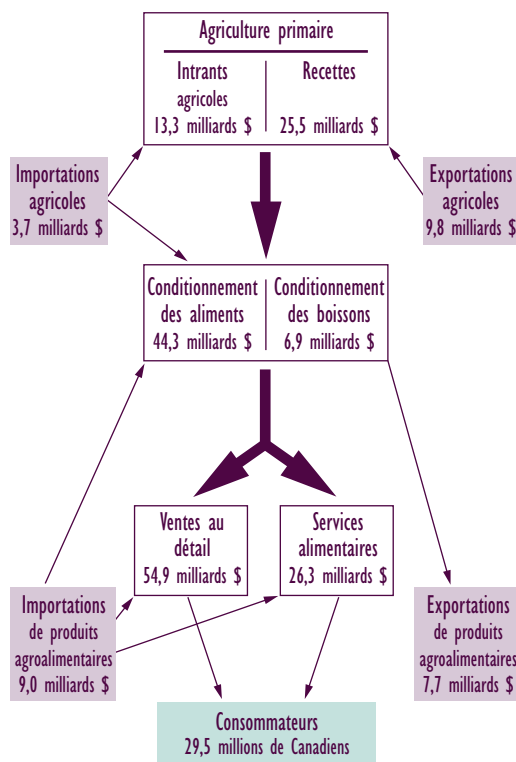 Agriculture primaire
Intrants
agricoles
13,3 milliards $
Recettes
25,5 milliards $
Importations
agricoles
3,7 milliards $
Exportations
agricoles
9,8 milliards $
Conditionnement
des aliments
44,3 milliards $
Conditionnement
des boissons
6,9 milliards $
Ventes au
détail
54,9 milliards $
Services
alimentaires
26,3 milliards $
Importations
de produits
agroalimentaires
9,0 milliards $
Exportations
de produits
agroalimentaires
7,7 milliards $
Consommateurs
29,5 millions de Canadiens